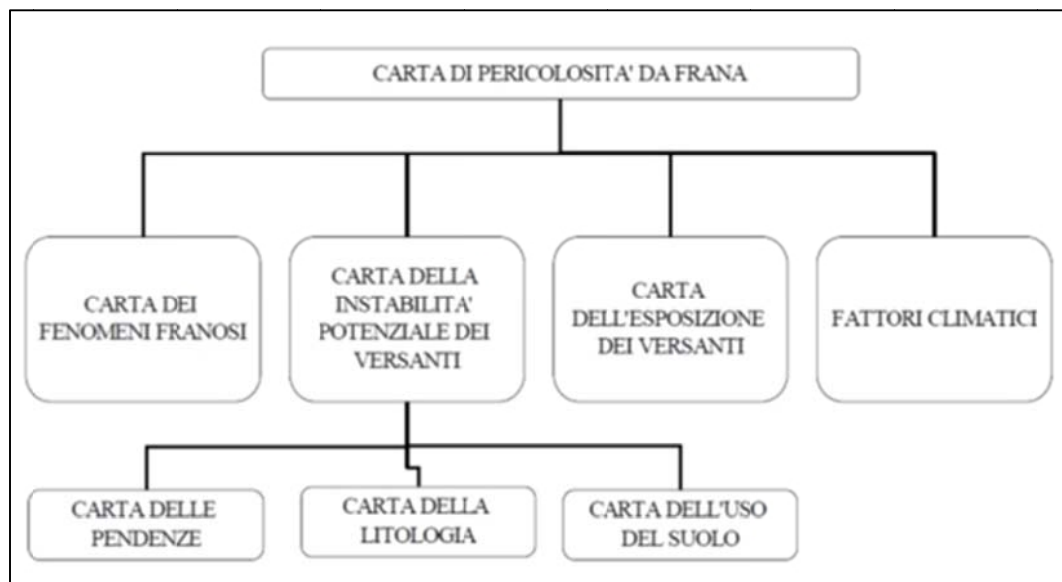 CARTA DI PERICOLOSITA' DA FRANA
CARTA DEI
FENOMENI FRANOSI
CARTA DELLA
INSTABILITA'
POTENZIALE DEI
VERSANTI
CARTA
DELL'ESPOSIZIONE
DEI VERSANTI
FATTORI CLIMATICI
CARTA DELLE
PENDENZE
CARTA DELLA
LITOLOGIA
CARTA DELL'USO
DEL SUOLO